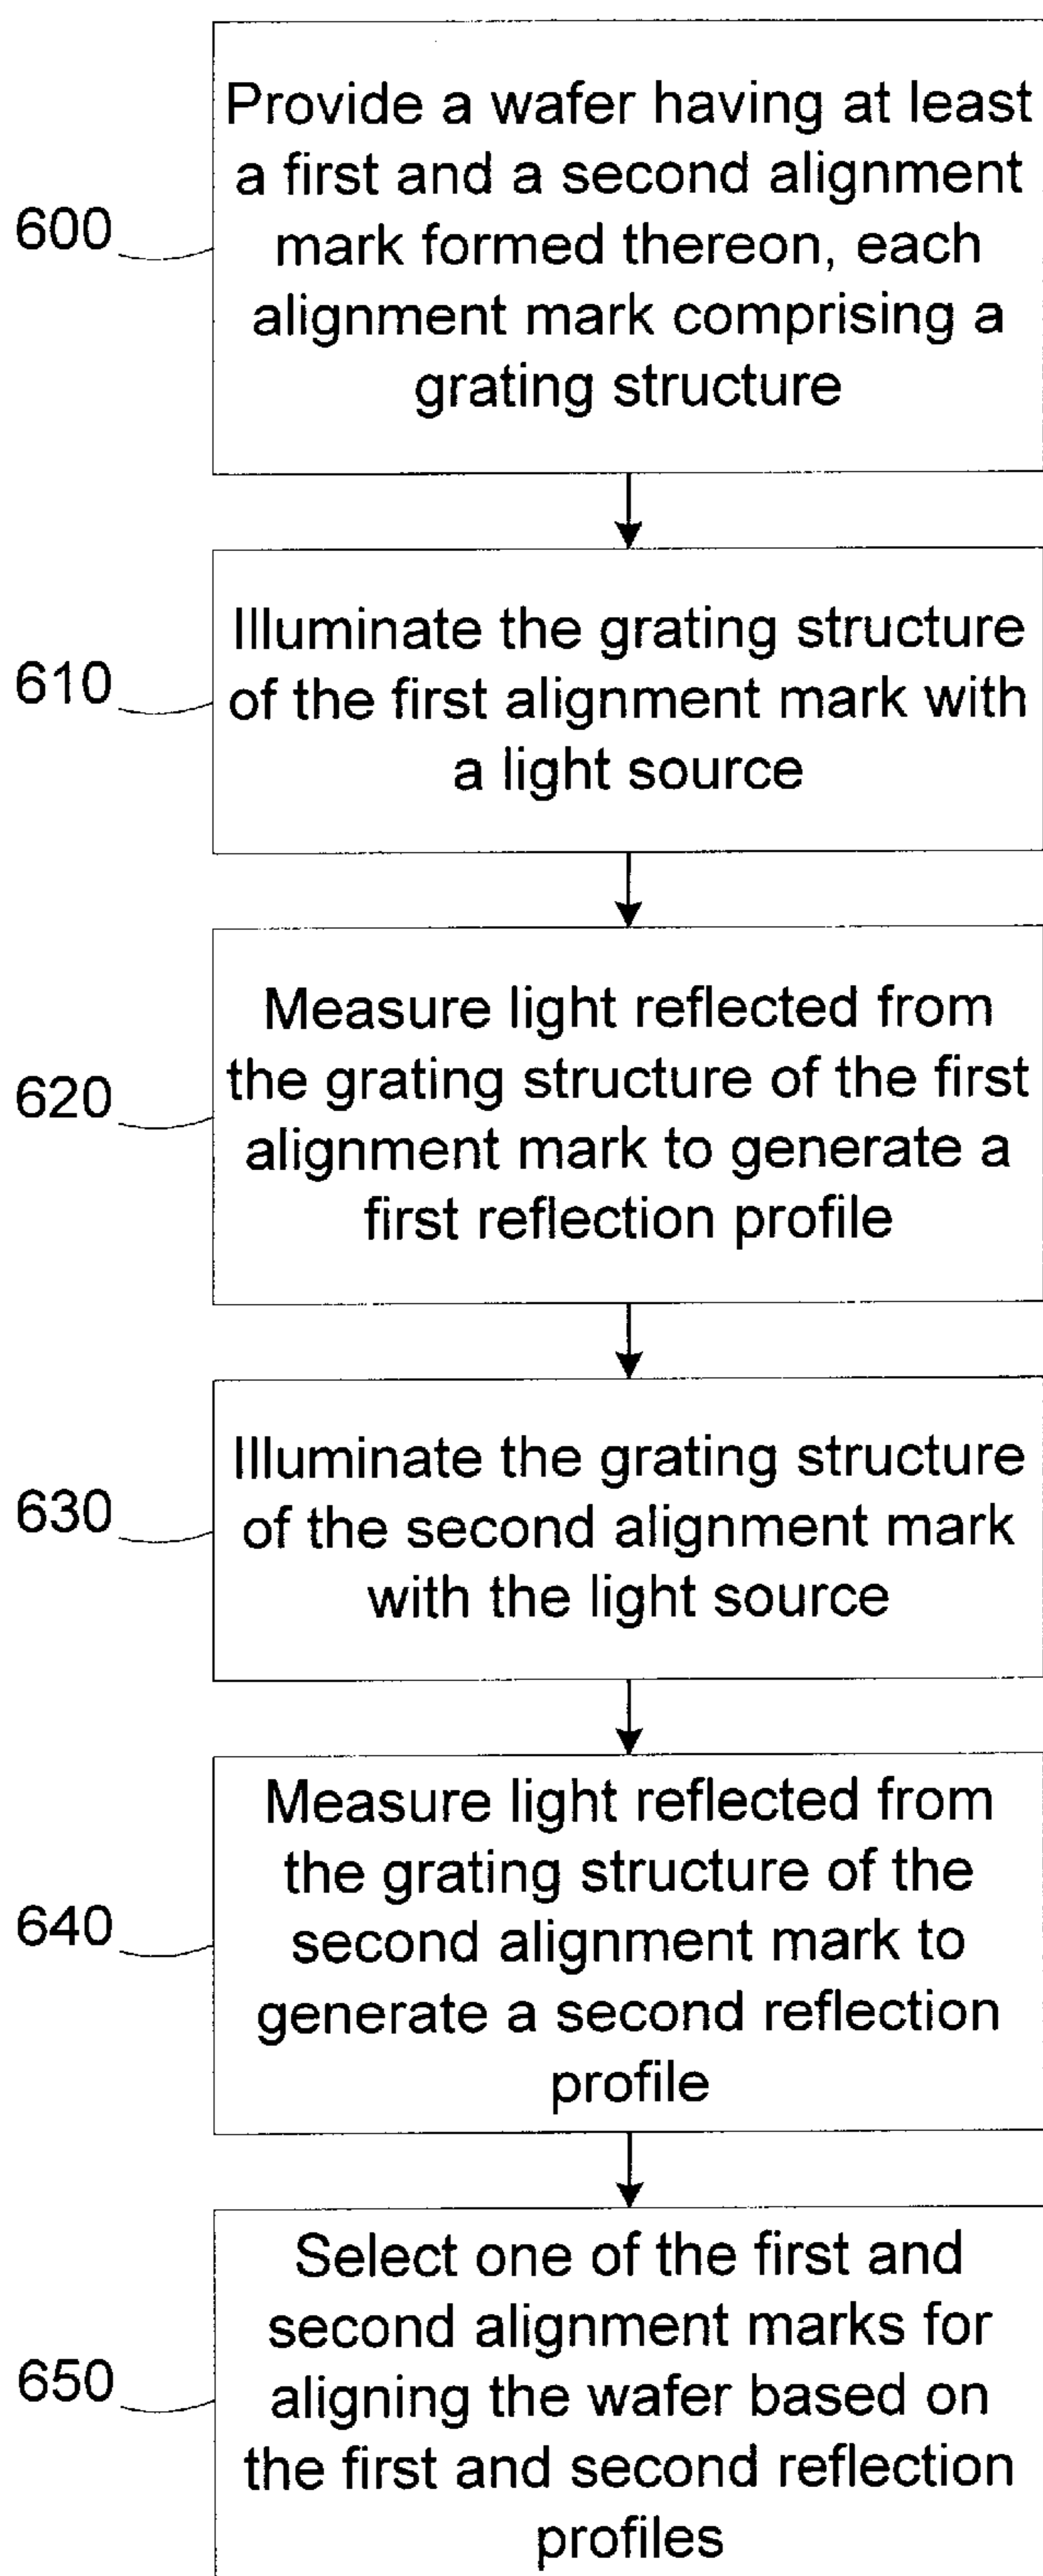 Provide a wafer having at least
a first and a second alignment
600
mark formed thereon, each
alignment mark comprising a
grating structure
Illuminate the grating structure
610
of the first alignment mark with
a light source
Measure light reflected from
the grating structure of the first
620
alignment mark to generate a
first reflection profile
Illuminate the grating structure
630
of the second alignment mark
with the light source
Measure light reflected from
the grating structure of the
640
second alignment mark to
generate a second reflection
profile
Select one of the first and
second alignment marks for
650
aligning the wafer based on
the first and second reflection
profiles